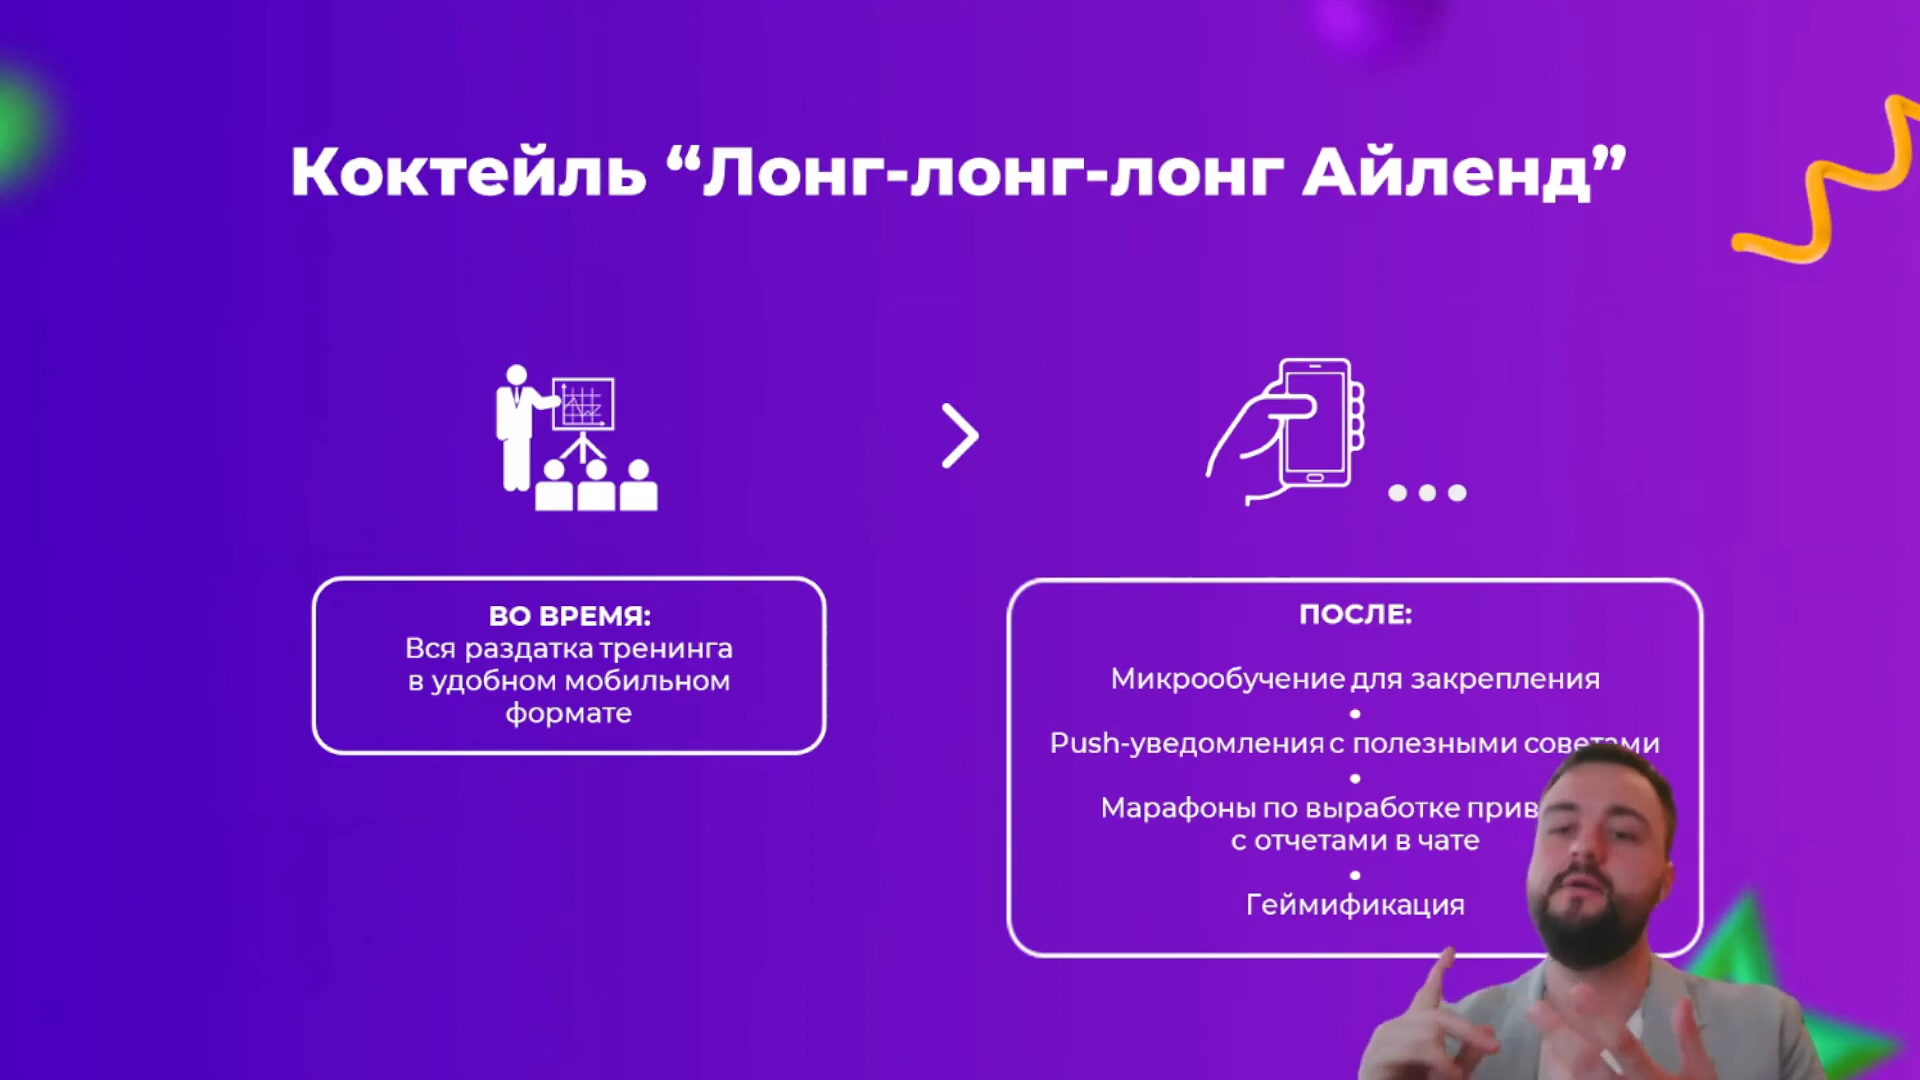 Коктейль “Лонг-лонг-лонг Айленд”
ВО ВРЕМЯ:
Вся раздатка тренинга
в удобном мобильном
формате
ПОСЛЕ:
Микрообучение для закрепления
•
Push-уведомления с полезными советами
•
Марафоны по выработке
с отчетами в чате
•
Геймификация